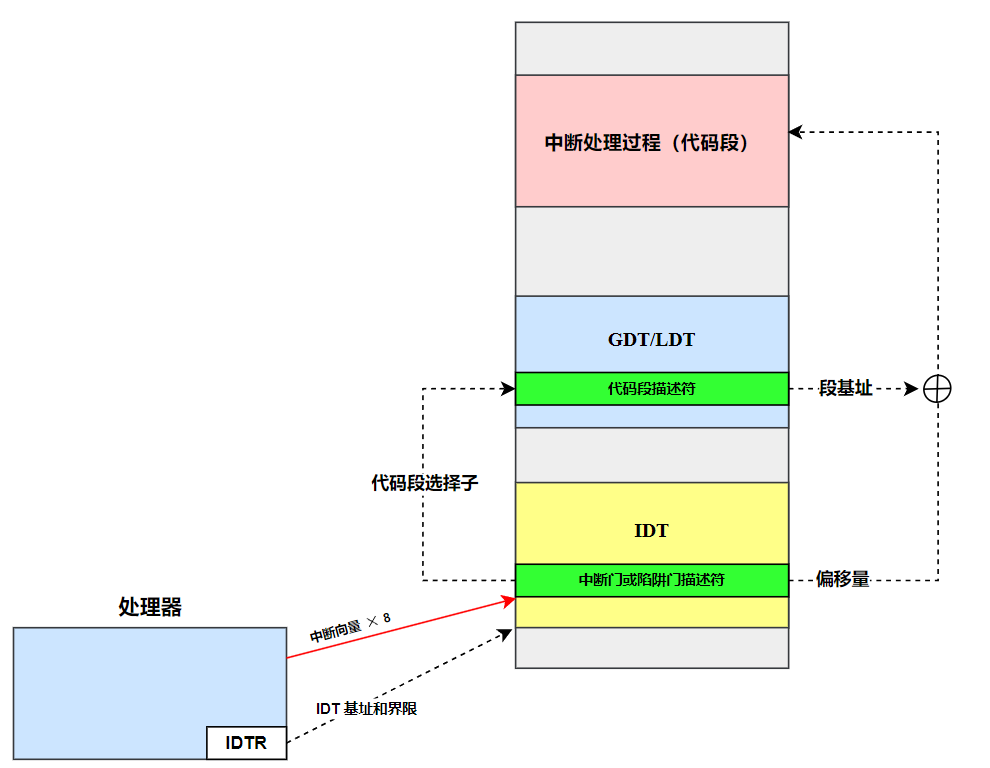 中断处理过程（代码段）
GDT/LDT
代码段描述符
段基址
代码段选择子
IDT
中断门或陷阱门描述符
偏移量
处理器
中断向量 × 8
IDT 基址和界限
IDTR